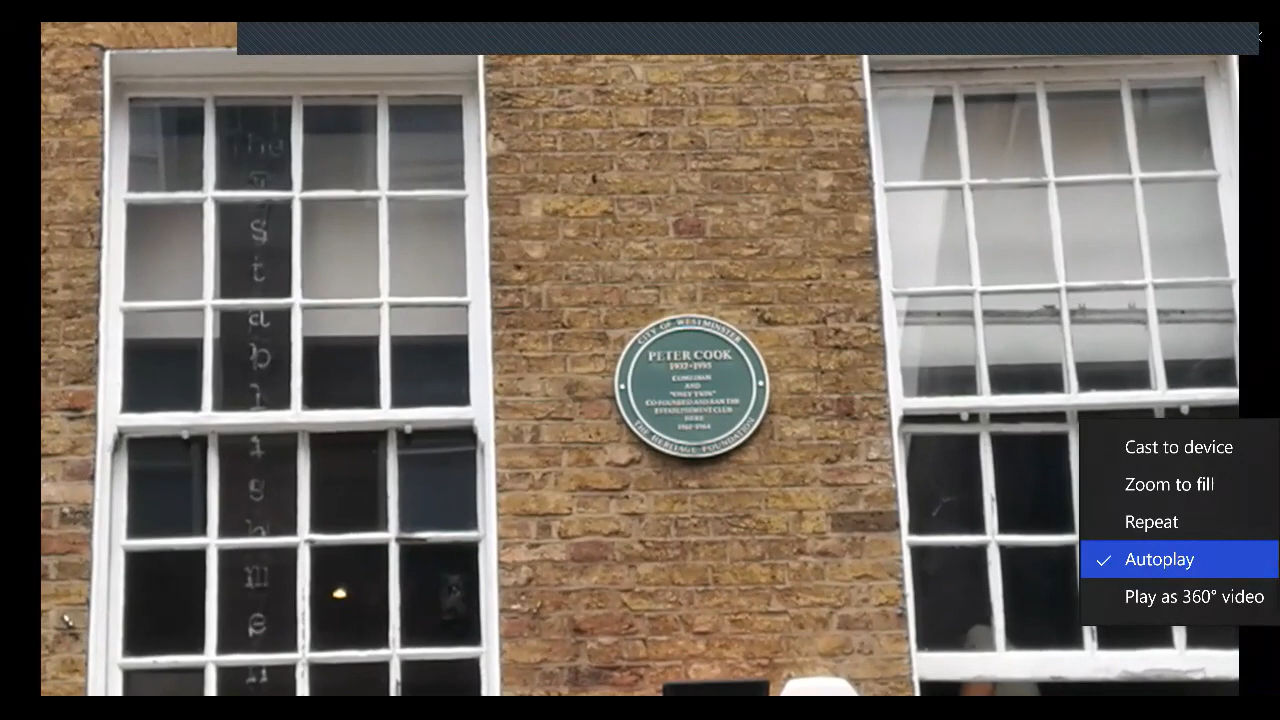 The
e
s
t
a
b
l
i
s
h
m
e
n
CITY OF WESTMINSTER
PETER COOK
1937-1995
COMEDIAN
AND
"ONLY TWIN"
CO-FOUNDED AND RAN THE
ESTABLISHMENT CLUB
HERE
1961-1964
THE HERITAGE FOUNDATION
Cast to device
Zoom to fill
Repeat
Autoplay
Play as 360° video